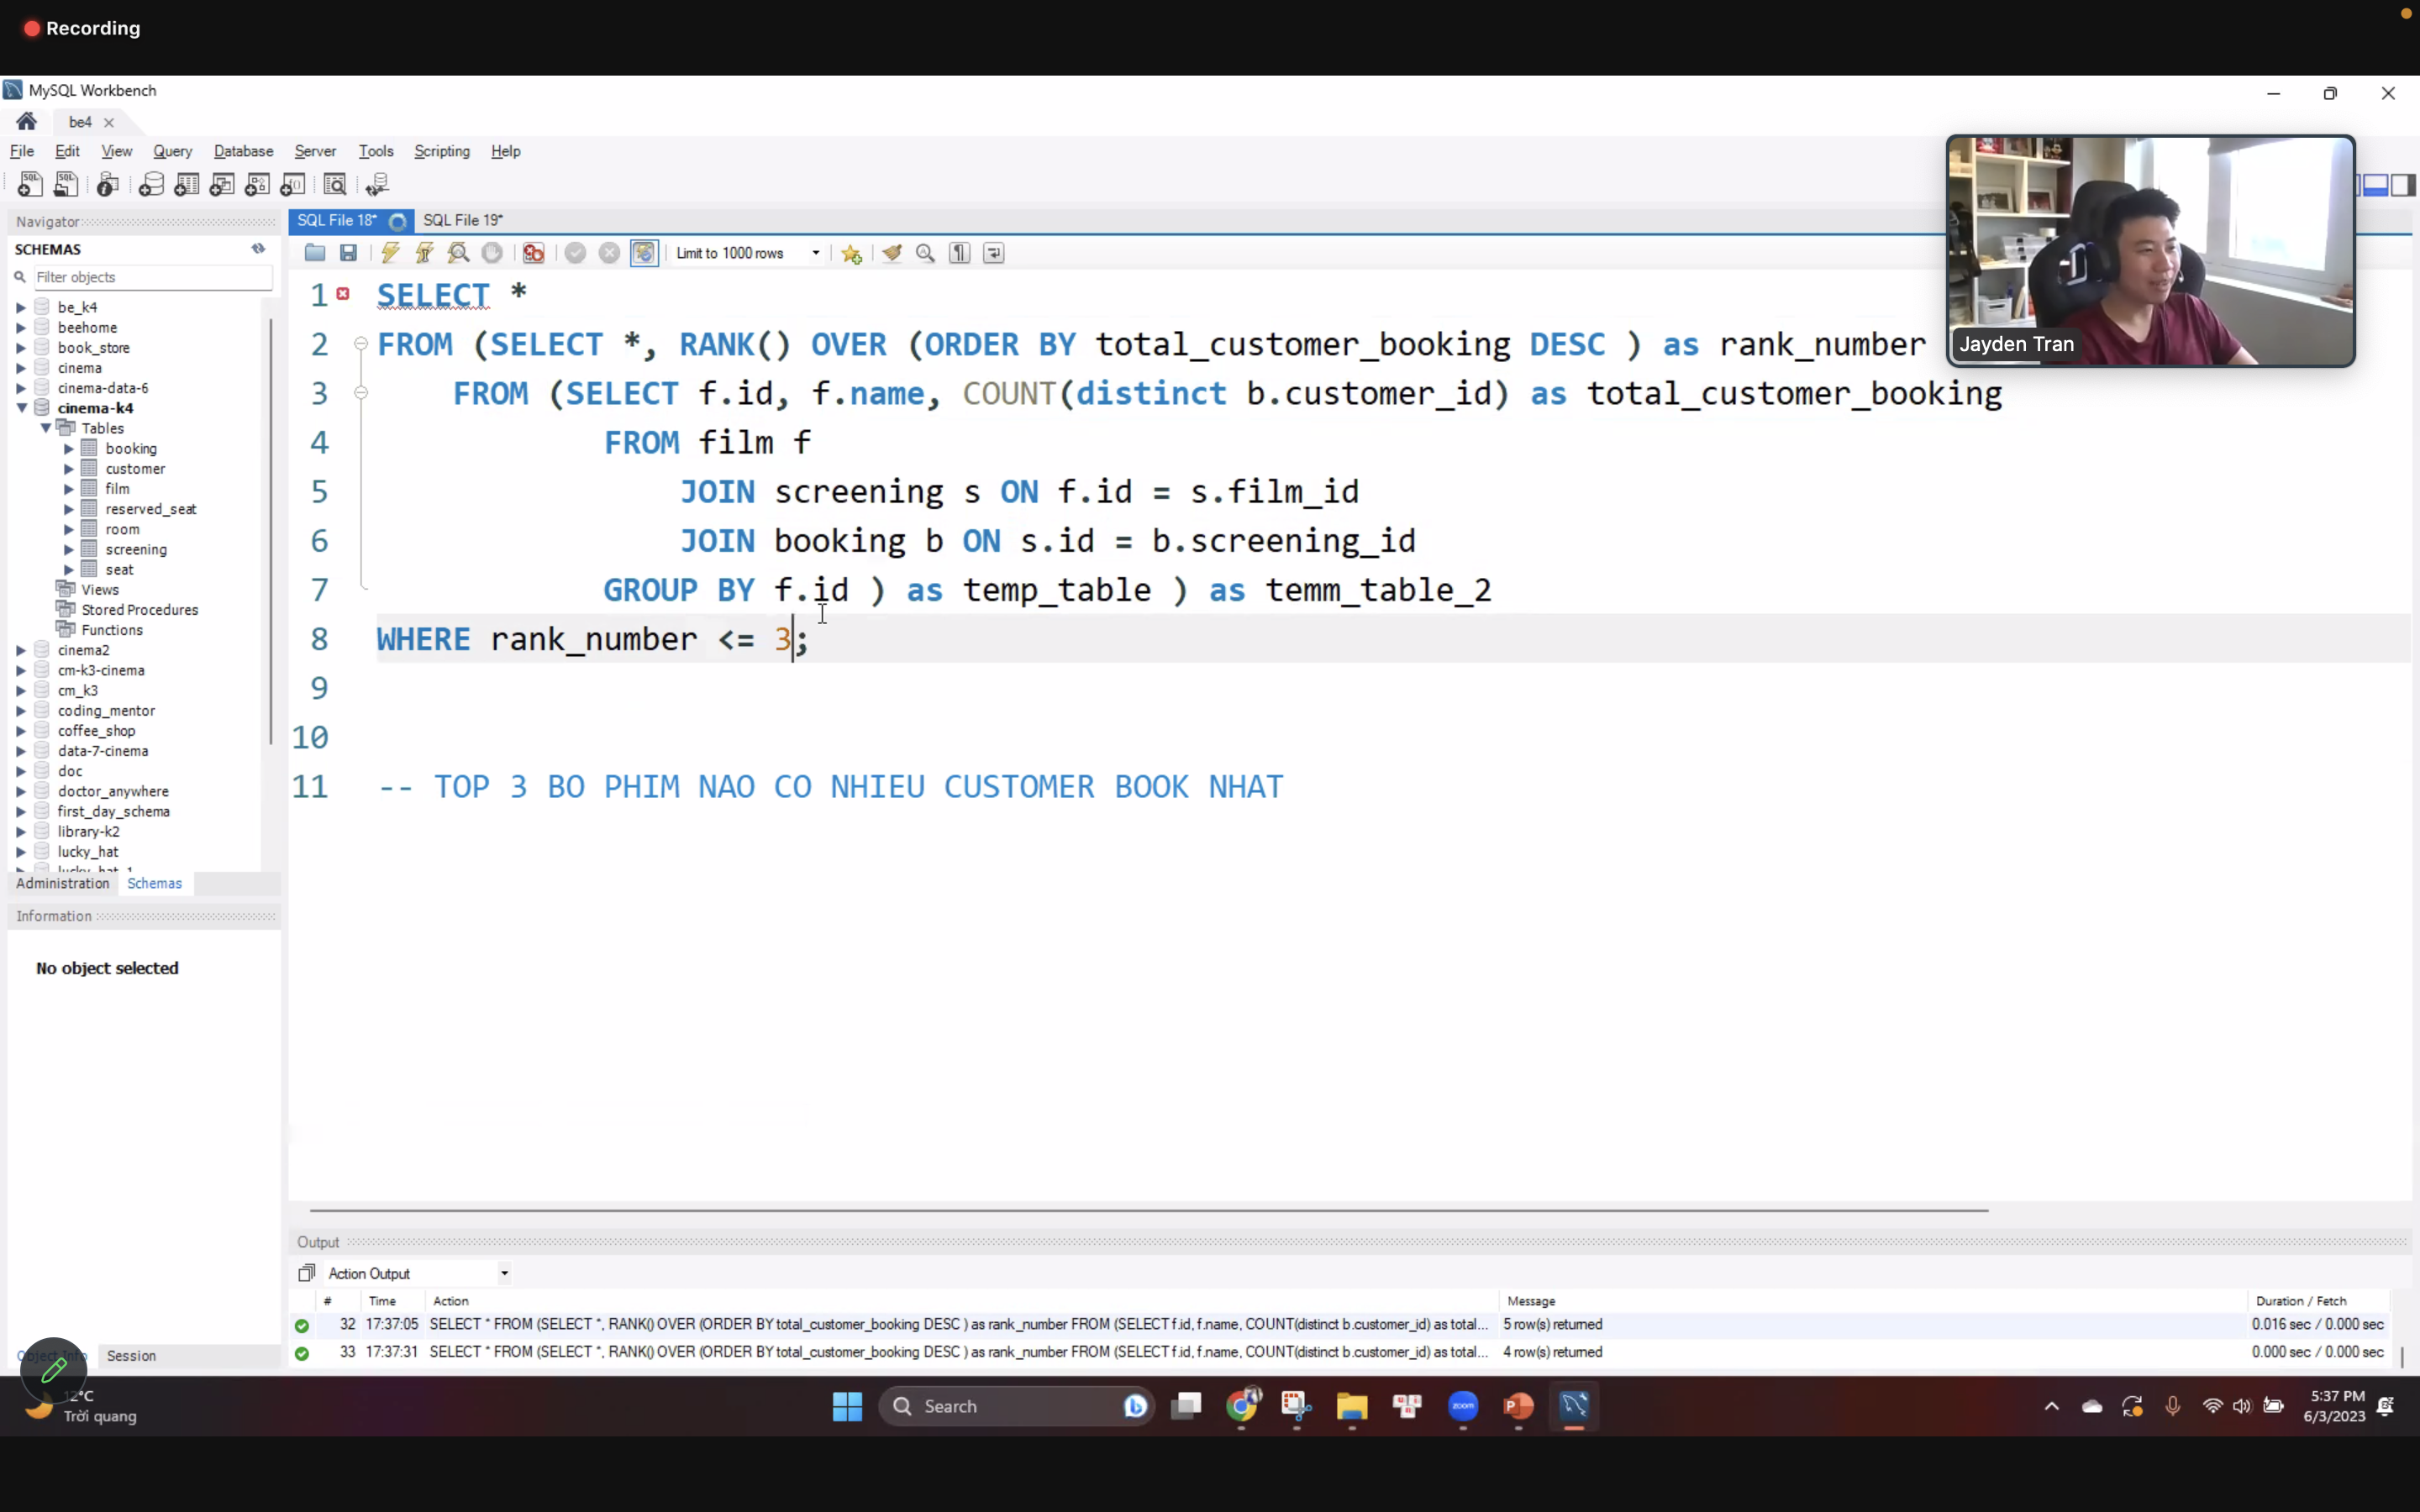 Recording
MySQL Workbench
be4
File Edit View Query Database Server Tools Scripting Help
Navigator
SQL File 18* SQL File 19*
SCHEMAS
Limit to 1000 rows
Filter objects
be_k4
beehome
book_store
cinema
cinema-data-6
cinema-k4
Tables
booking
customer
film
reserved_seat
room
screening
seat
Views
Stored Procedures
Functions
cinema2
cm-k3-cinema
cm_k3
coding_mentor
coffee_shop
data-7-cinema
doc
doctor_anywhere
first_day_schema
library-k2
lucky_hat
lucky_hat_1
Administration Schemas
Information
No object selected
Object Info Session
1 SELECT *
2 FROM (SELECT *, RANK() OVER (ORDER BY total_customer_booking DESC ) as rank_number
3 FROM (SELECT f.id, f.name, COUNT(distinct b.customer_id) as total_customer_booking
4 FROM film f
5 JOIN screening s ON f.id = s.film_id
6 JOIN booking b ON s.id = b.screening_id
7 GROUP BY f.id ) as temp_table ) as temm_table_2
8 WHERE rank_number <= 3;
9
10
11 -- TOP 3 BO PHIM NAO CO NHIEU CUSTOMER BOOK NHAT
Jayden Tran
Output
Action Output
# Time Action Message Duration / Fetch
32 17:37:05 SELECT * FROM (SELECT *, RANK() OVER (ORDER BY total_customer_booking DESC ) as rank_number FROM (SELECT f.id, f.name, COUNT(distinct b.customer_id) as total... 5 row(s) returned 0.016 sec / 0.000 sec
33 17:37:31 SELECT * FROM (SELECT *, RANK() OVER (ORDER BY total_customer_booking DESC ) as rank_number FROM (SELECT f.id, f.name, COUNT(distinct b.customer_id) as total... 4 row(s) returned 0.000 sec / 0.000 sec
12°C
Trời quang
Search
zoom
5:37 PM
6/3/2023